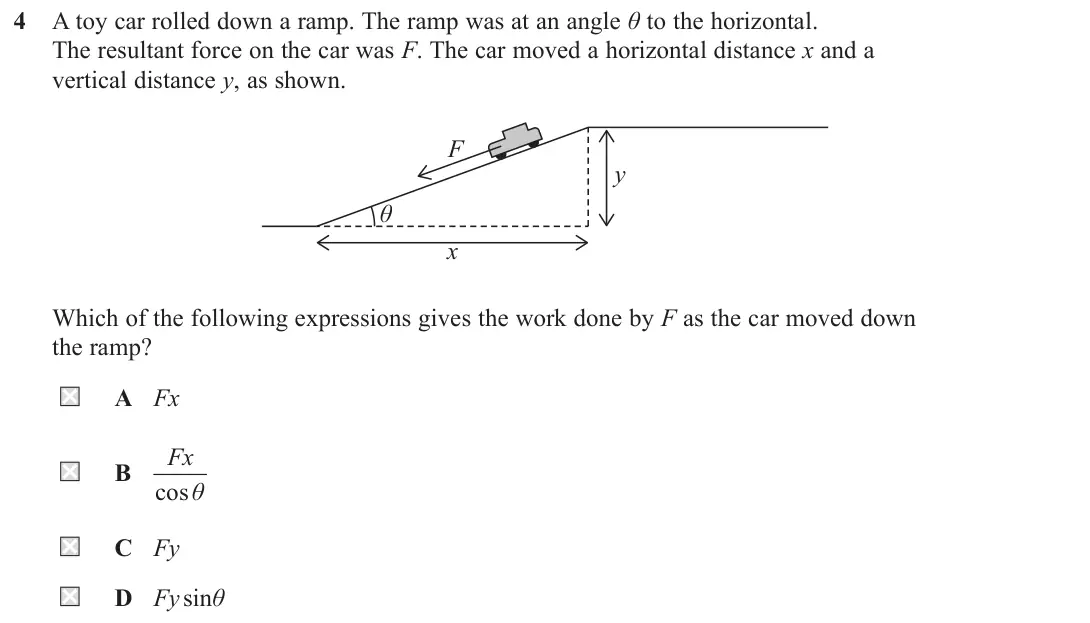 4 A toy car rolled down a ramp. The ramp was at an angle θ to the horizontal.
The resultant force on the car was F. The car moved a horizontal distance x and a
vertical distance y, as shown.
F
y
θ
x
Which of the following expressions gives the work done by F as the car moved down
the ramp?
A Fx
B Fx
cosθ
C Fy
D Fy sinθ